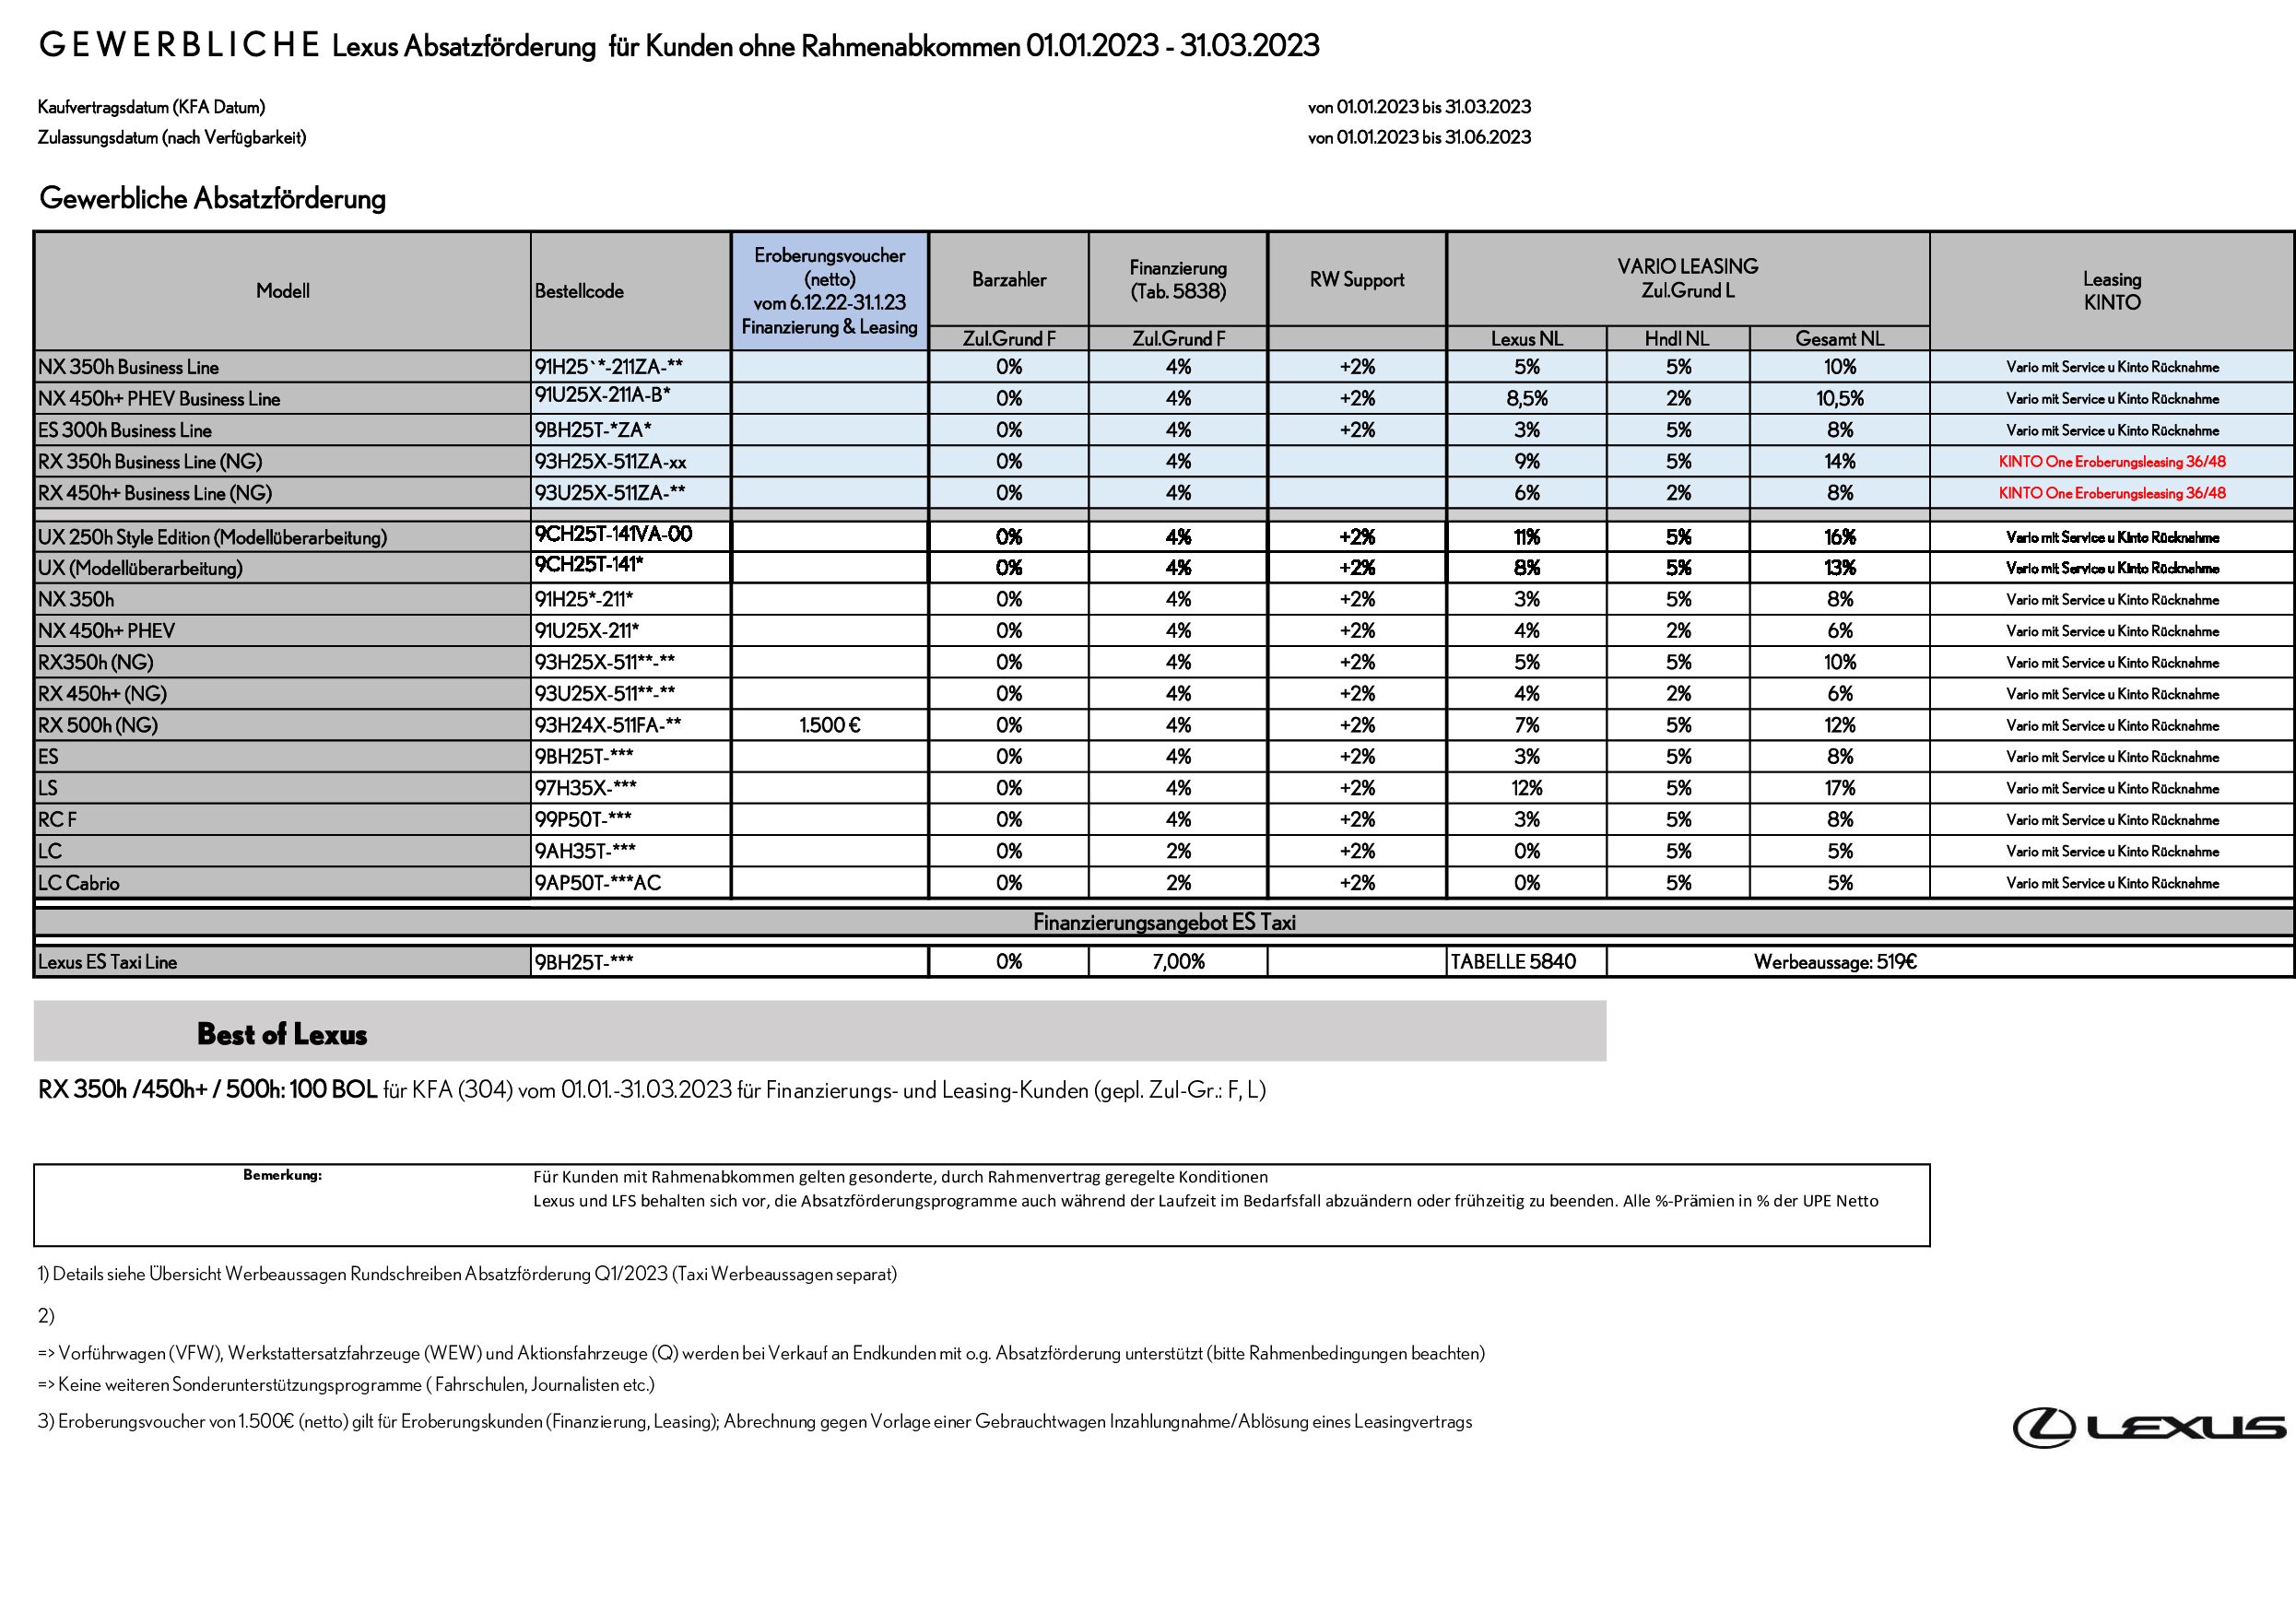 GEWERBLICHE Lexus Absatzförderung für Kunden ohne Rahmenabkommen 01.01.2023 - 31.03.2023
Kaufvertragsdatum (KFA Datum) von 01.01.2023 bis 31.03.2023
Zulassungsdatum (nach Verfügbarkeit) von 01.01.2023 bis 31.06.2023
Gewerbliche Absatzförderung
Modell Bestellcode Eroberungsvoucher (netto) vom 6.12.22-31.1.23 Finanzierung & Leasing Barzahler Finanzierung (Tab. 5838) RW Support VARIO LEASING Zul.Grund L Leasing KINTO
Zul.Grund F Zul.Grund F Lexus NL Hndl NL Gesamt NL
NX 350h Business Line 91H25`*-211ZA-** 0% 4% +2% 5% 5% 10% Vario mit Service u Kinto Rücknahme
NX 450h+ PHEV Business Line 91U25X-211A-B* 0% 4% +2% 8,5% 2% 10,5% Vario mit Service u Kinto Rücknahme
ES 300h Business Line 9BH25T-*ZA* 0% 4% +2% 3% 5% 8% Vario mit Service u Kinto Rücknahme
RX 350h Business Line (NG) 93H25X-511ZA-xx 0% 4% 9% 5% 14% KINTO One Eroberungsleasing 36/48
RX 450h+ Business Line (NG) 93U25X-511ZA-** 0% 4% 6% 2% 8% KINTO One Eroberungsleasing 36/48
UX 250h Style Edition (Modellüberarbeitung) 9CH25T-141VA-00 0% 4% +2% 11% 5% 16% Vario mit Service u Kinto Rücknahme
UX (Modellüberarbeitung) 9CH25T-141* 0% 4% +2% 8% 5% 13% Vario mit Service u Kinto Rücknahme
NX 350h 91H25*-211* 0% 4% +2% 3% 5% 8% Vario mit Service u Kinto Rücknahme
NX 450h+ PHEV 91U25X-211* 0% 4% +2% 4% 2% 6% Vario mit Service u Kinto Rücknahme
RX350h (NG) 93H25X-511**-** 0% 4% +2% 5% 5% 10% Vario mit Service u Kinto Rücknahme
RX 450h+ (NG) 93U25X-511**-** 0% 4% +2% 4% 2% 6% Vario mit Service u Kinto Rücknahme
RX 500h (NG) 93H24X-511FA-** 1.500 € 0% 4% +2% 7% 5% 12% Vario mit Service u Kinto Rücknahme
ES 9BH25T-*** 0% 4% +2% 3% 5% 8% Vario mit Service u Kinto Rücknahme
LS 97H35X-*** 0% 4% +2% 12% 5% 17% Vario mit Service u Kinto Rücknahme
RC F 99P50T-*** 0% 4% +2% 3% 5% 8% Vario mit Service u Kinto Rücknahme
LC 9AH35T-*** 0% 2% +2% 0% 5% 5% Vario mit Service u Kinto Rücknahme
LC Cabrio 9AP50T-***AC 0% 2% +2% 0% 5% 5% Vario mit Service u Kinto Rücknahme
Finanzierungsangebot ES Taxi
Lexus ES Taxi Line 9BH25T-*** 0% 7,00% TABELLE 5840 Werbeaussage: 519€
Best of Lexus
RX 350h /450h+ / 500h: 100 BOL für KFA (304) vom 01.01.-31.03.2023 für Finanzierungs- und Leasing-Kunden (gepl. Zul-Gr.: F, L)
Bemerkung: Für Kunden mit Rahmenabkommen gelten gesonderte, durch Rahmenvertrag geregelte Konditionen
Lexus und LFS behalten sich vor, die Absatzförderungsprogramme auch während der Laufzeit im Bedarfsfall abzuändern oder frühzeitig zu beenden. Alle %-Prämien in % der UPE Netto
1) Details siehe Übersicht Werbeaussagen Rundschreiben Absatzförderung Q1/2023 (Taxi Werbeaussagen separat)
2)
=> Vorführwagen (VFW), Werkstattersatzfahrzeuge (WEW) und Aktionsfahrzeuge (Q) werden bei Verkauf an Endkunden mit o.g. Absatzförderung unterstützt (bitte Rahmenbedingungen beachten)
=> Keine weiteren Sonderunterstützungsprogramme ( Fahrschulen, Journalisten etc.)
3) Eroberungsvoucher von 1.500€ (netto) gilt für Eroberungskunden (Finanzierung, Leasing); Abrechnung gegen Vorlage einer Gebrauchtwagen Inzahlungnahme/Ablösung eines Leasingvertrags
LEXUS